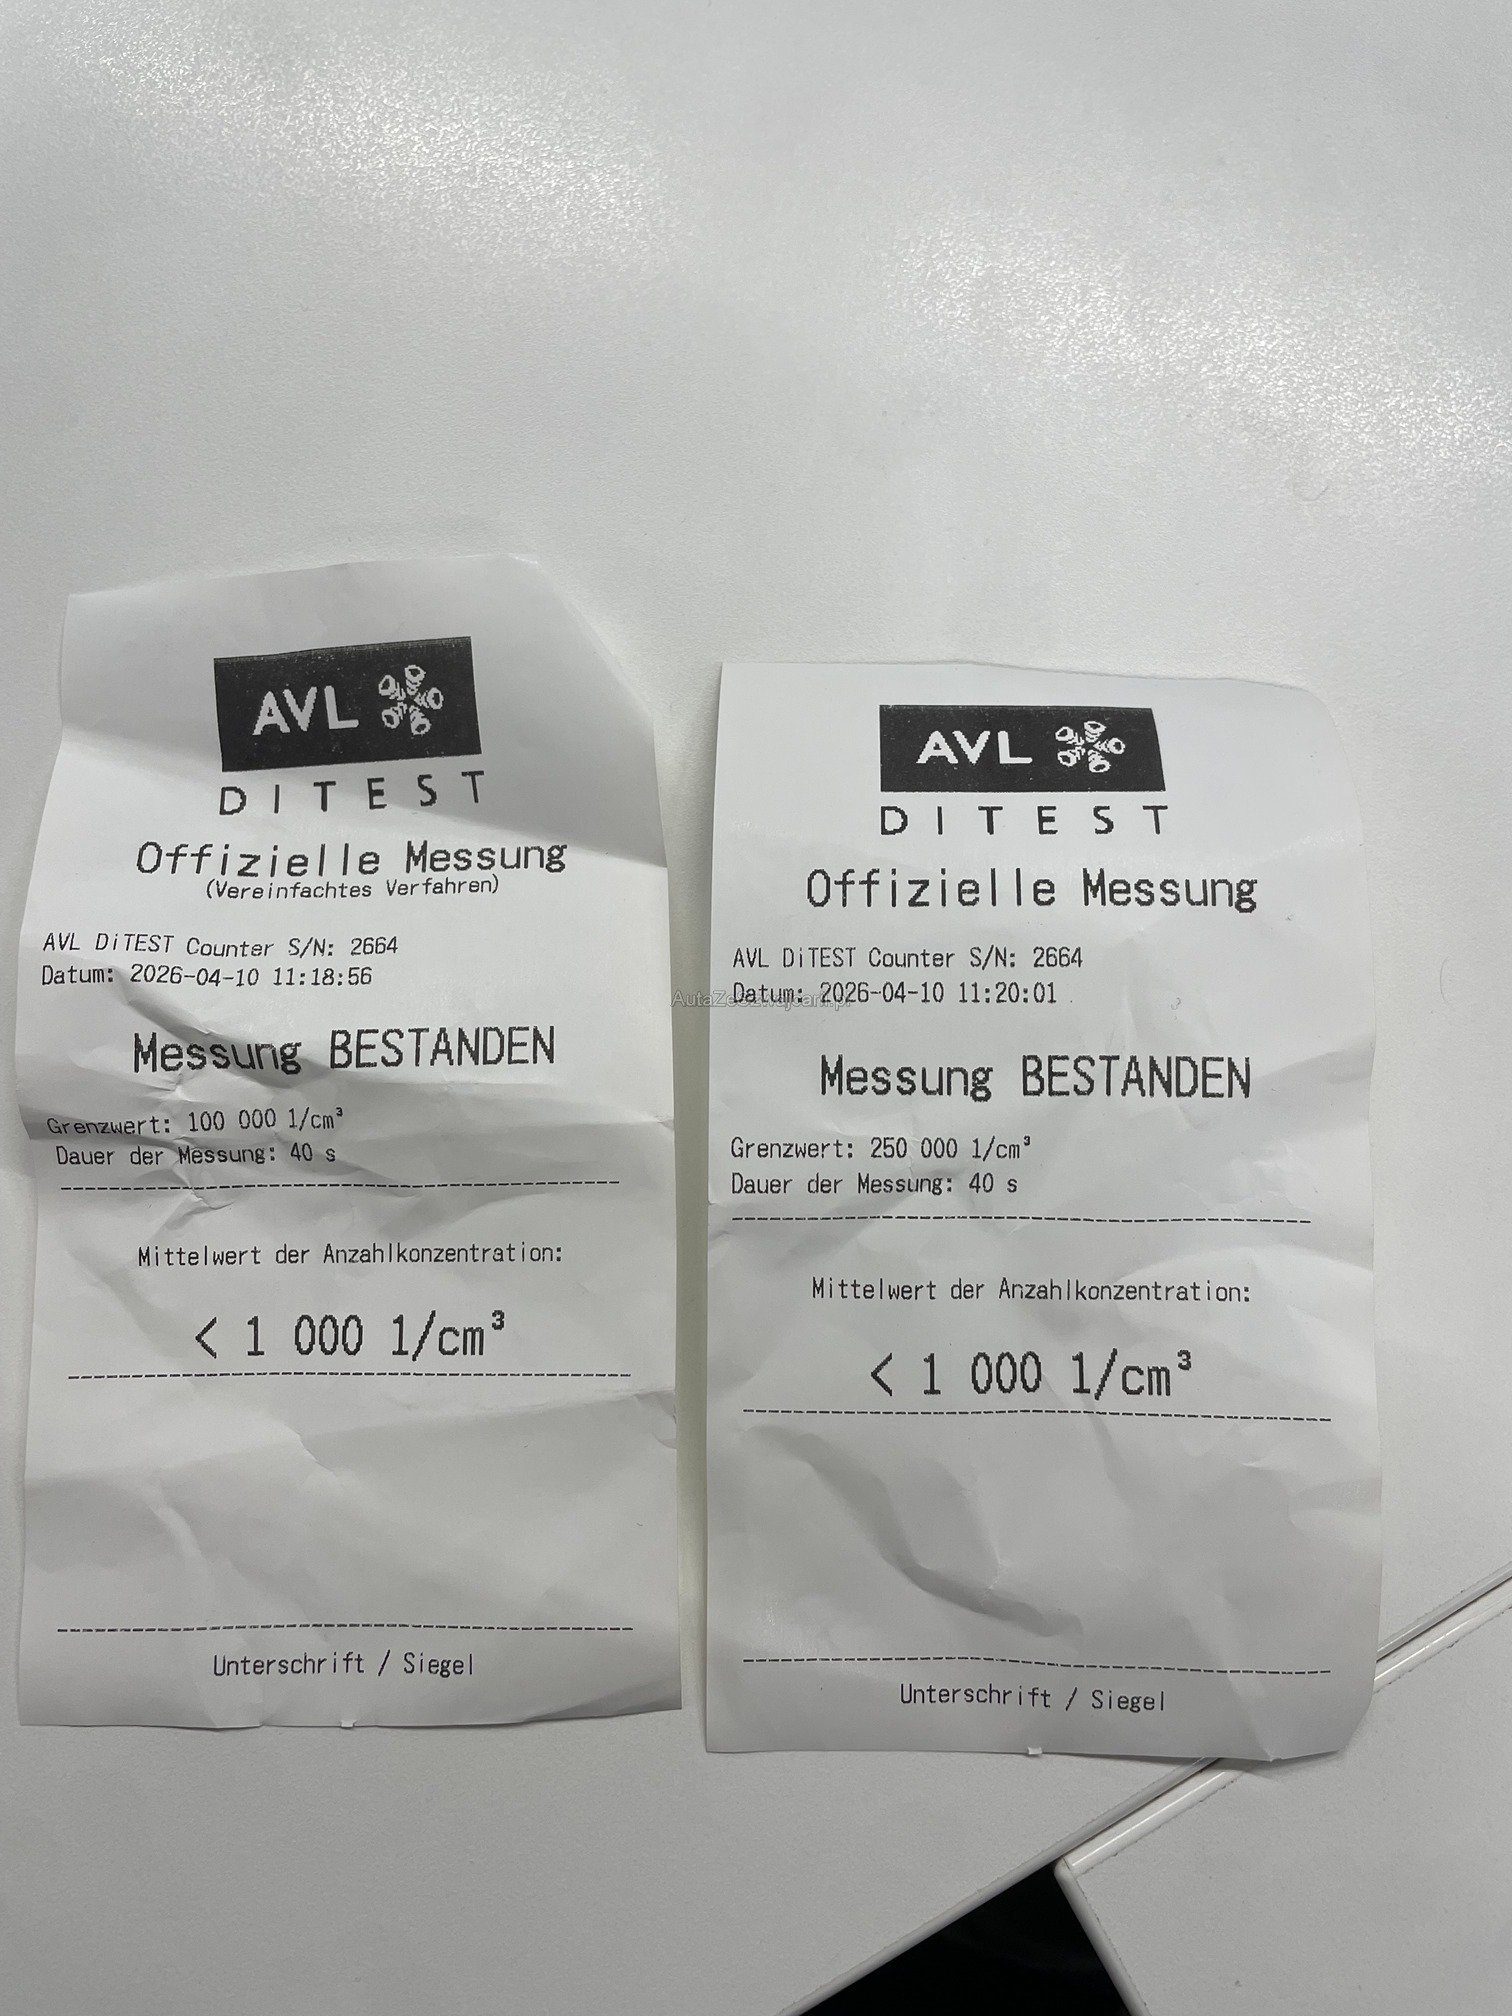 AVL
DITEST
Offizielle Messung
(Vereinfachtes Verfahren)
AVL DiTEST Counter S/N: 2664
Datum: 2026-04-10 11:18:56
Messung BESTANDEN
Grenzwert: 100 000 1/cm³
Dauer der Messung: 40 s
Mittelwert der Anzahlkonzentration:
< 1 000 1/cm³
Unterschrift / Siegel
AVL
DITEST
Offizielle Messung
AVL DiTEST Counter S/N: 2664
Datum: 2026-04-10 11:20:01
Messung BESTANDEN
Grenzwert: 250 000 1/cm³
Dauer der Messung: 40 s
Mittelwert der Anzahlkonzentration:
< 1 000 1/cm³
Unterschrift / Siegel
AutaZeSzwajcarii.pl